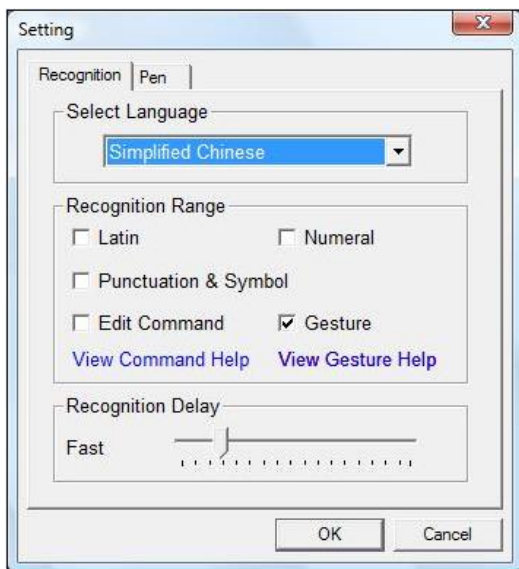 Setting
Recognition Pen
Select Language
Simplified Chinese
Recognition Range
Latin Numeral
Punctuation & Symbol
Edit Command Gesture
View Command Help View Gesture Help
Recognition Delay
Fast
OK Cancel